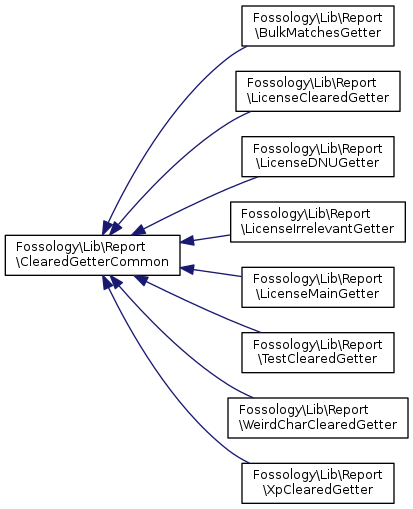 Fossology\Lib\Report
\BulkMatchesGetter
Fossology\Lib\Report
\LicenseClearedGetter
Fossology\Lib\Report
\LicenseDNUGetter
Fossology\Lib\Report
\LicenseIrrelevantGetter
Fossology\Lib\Report
\ClearedGetterCommon
Fossology\Lib\Report
\LicenseMainGetter
Fossology\Lib\Report
\TestClearedGetter
Fossology\Lib\Report
\WeirdCharClearedGetter
Fossology\Lib\Report
\XpClearedGetter